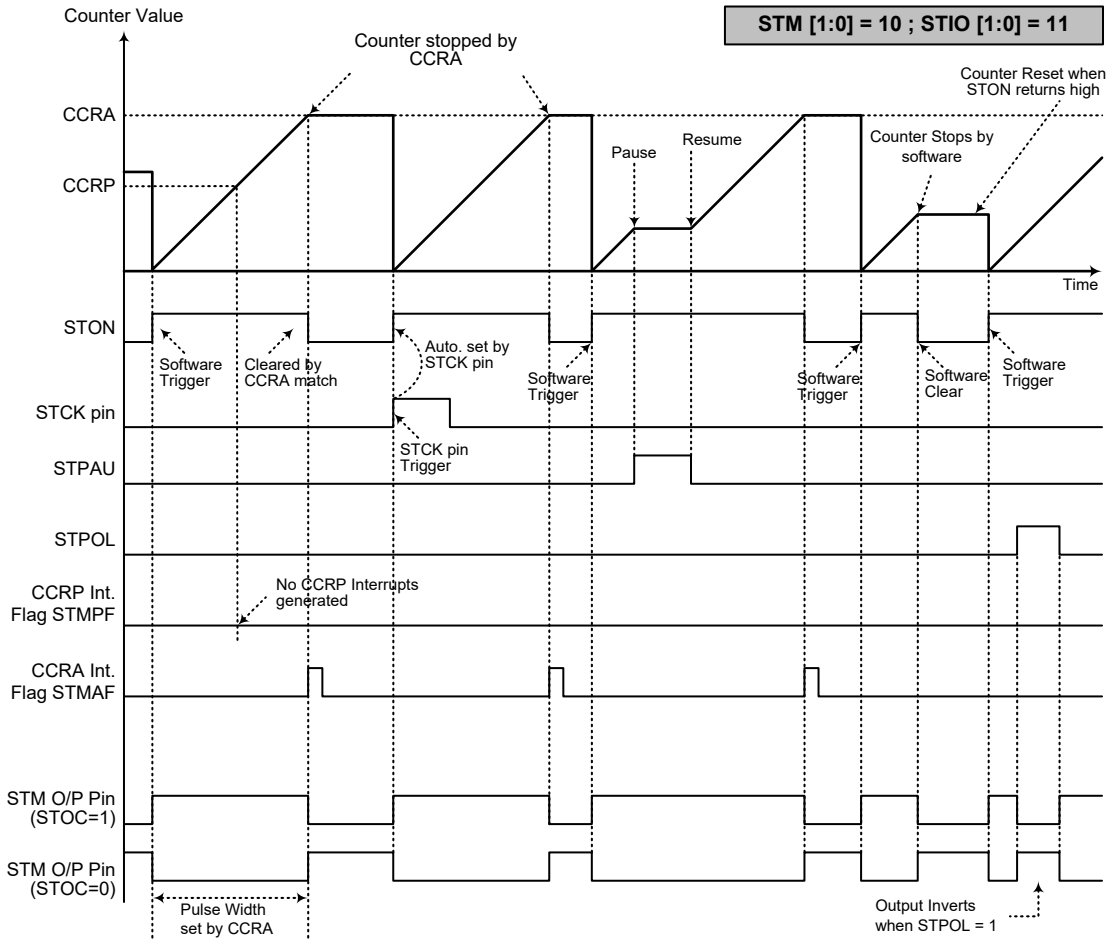 Counter Value
STM [1:0] = 10 ; STIO [1:0] = 11
Counter stopped by
CCRA
Counter Reset when
STON returns high
CCRA
Pause
Resume
Counter Stops by
software
CCRP
Time
STON
Software
Trigger
Cleared by
CCRA match
Auto. set by
STCK pin
Software
Trigger
Software
Trigger
Software
Clear
Software
Trigger
STCK pin
STCK pin
Trigger
STPAU
STPOL
CCRP Int.
Flag STMPF
No CCRP Interrupts
generated
CCRA Int.
Flag STMAF
STM O/P Pin
(STOC=1)
STM O/P Pin
(STOC=0)
Pulse Width
set by CCRA
Output Inverts
when STPOL = 1